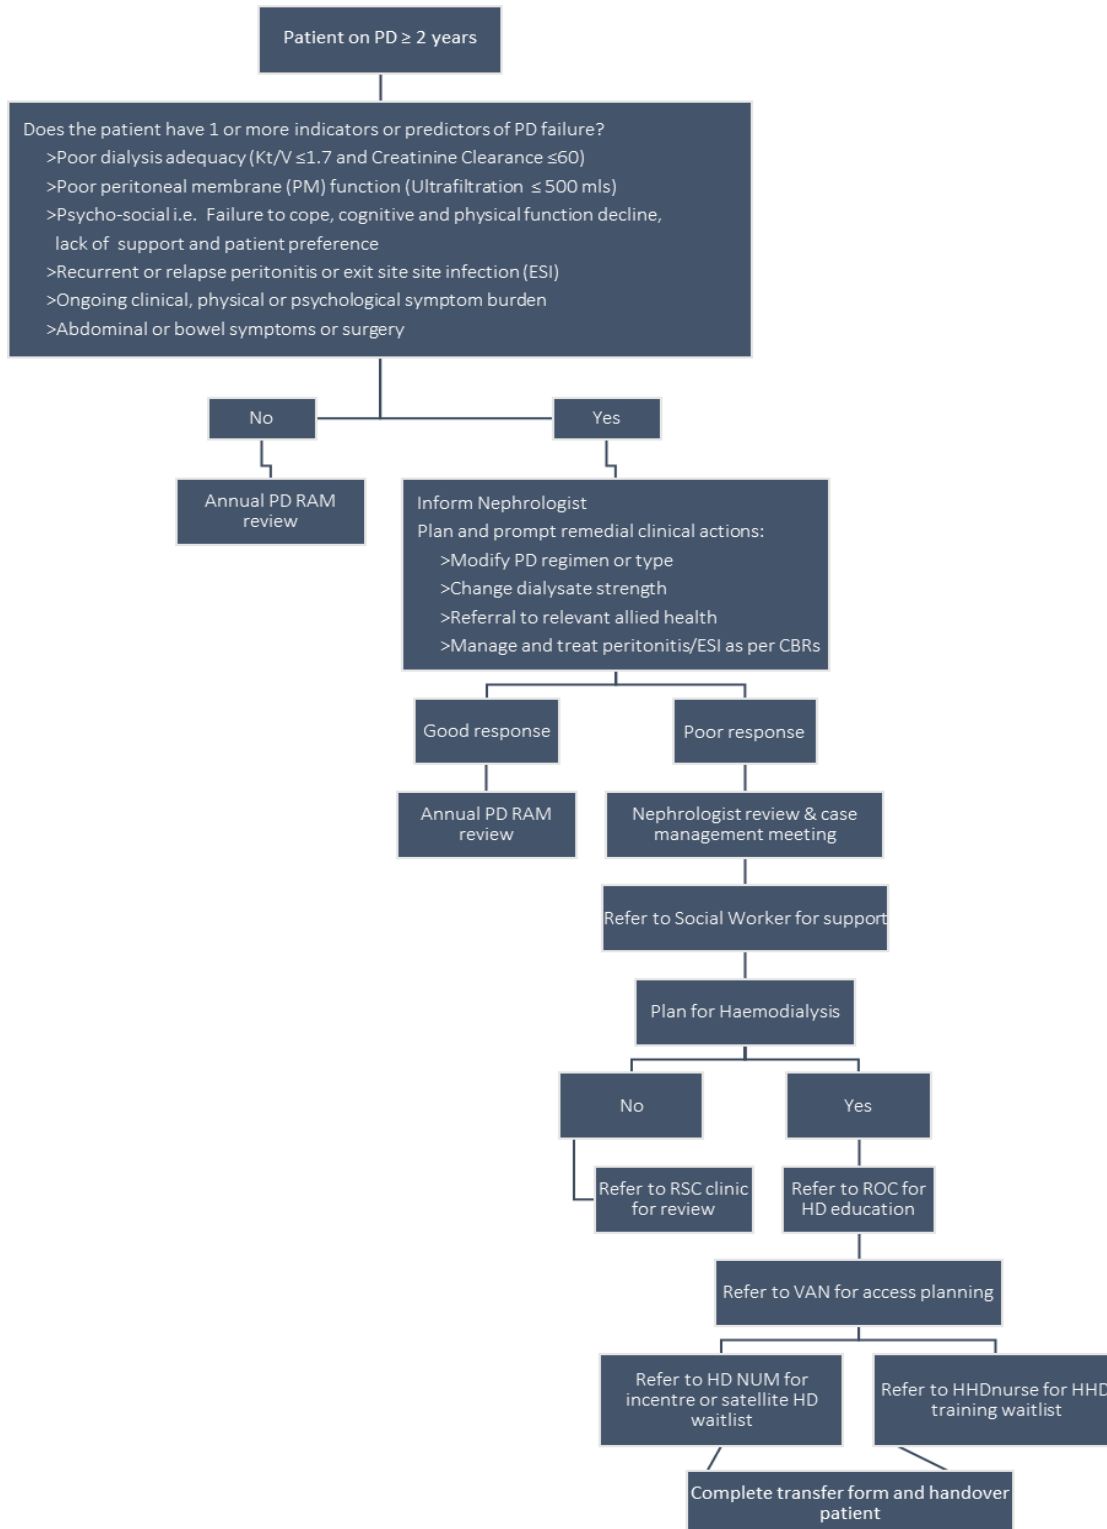 Patient on PD ≥ 2 years
Does the patient have 1 or more indicators or predictors of PD failure?
>Poor dialysis adequacy (Kt/V ≤1.7 and Creatinine Clearance ≤60)
>Poor peritoneal membrane (PM) function (Ultrafiltration ≤ 500 mls)
>Psycho-social i.e. Failure to cope, cognitive and physical function decline,
lack of support and patient preference
>Recurrent or relapse peritonitis or exit site site infection (ESI)
>Ongoing clinical, physical or psychological symptom burden
>Abdominal or bowel symptoms or surgery
No
Yes
Annual PD RAM
review
Inform Nephrologist
Plan and prompt remedial clinical actions:
>Modify PD regimen or type
>Change dialysate strength
>Referral to relevant allied health
>Manage and treat peritonitis/ESI as per CBRs
Good response
Poor response
Annual PD RAM
review
Nephrologist review & case
management meeting
Refer to Social Worker for support
Plan for Haemodialysis
No
Yes
Refer to RSC clinic
for review
Refer to ROC for
HD education
Refer to VAN for access planning
Refer to HD NUM for
incentre or satellite HD
waitlist
Refer to HHDnurse for HHD
training waitlist
Complete transfer form and handover
patient